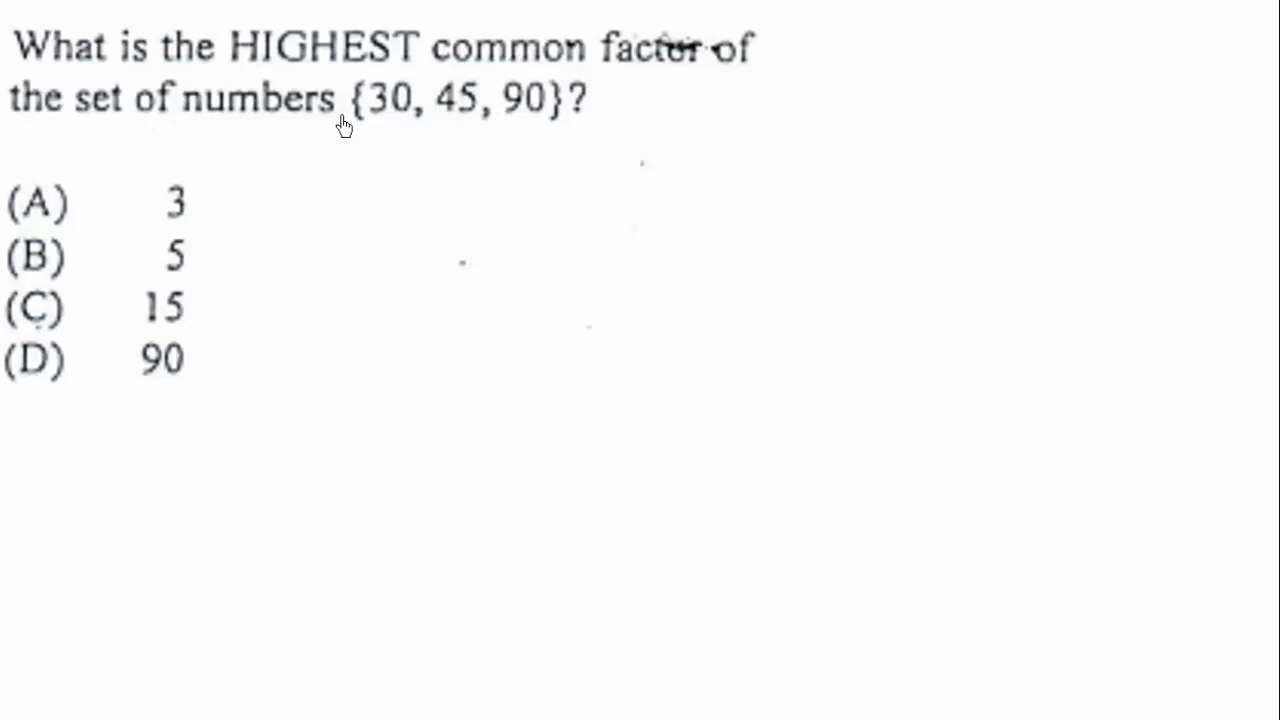 What is the HIGHEST common factor of
the set of numbers {30, 45, 90}?
(A) 3
(B) 5
(C) 15
(D) 90